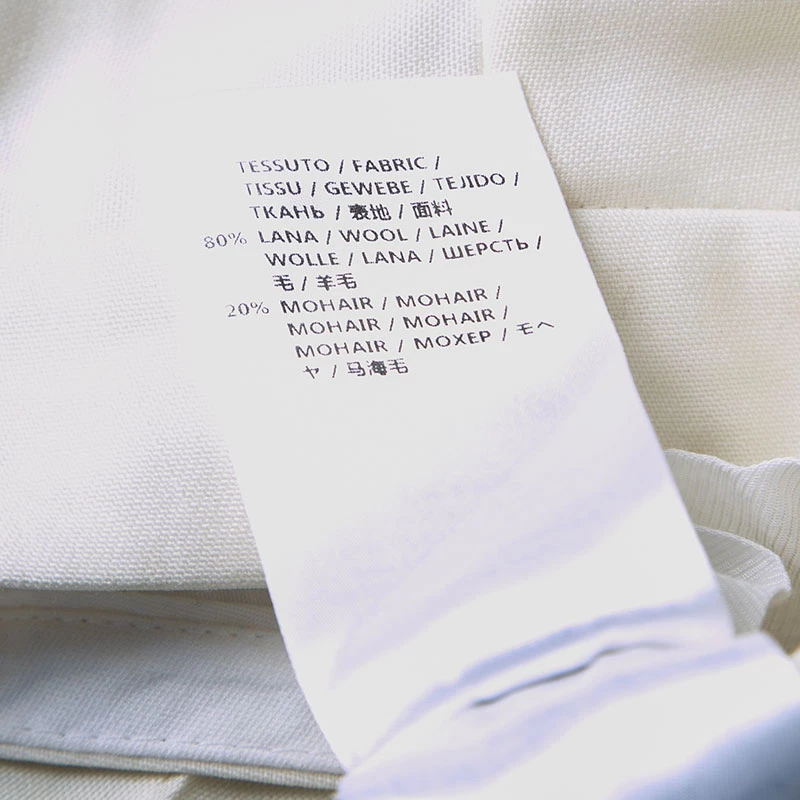 TESSUTO / FABRIC /
TISSU / GEWEBE / TEJIDO /
ТКАНЬ / 裏地 / 面料
80% LANA / WOOL / LAINE /
WOLLE / LANA / ШЕРСТЬ /
毛 / 羊毛
20% MOHAIR / MOHAIR /
MOHAIR / MOHAIR /
MOHAIR / МОХЕР / モヘ
ヤ / 马海毛